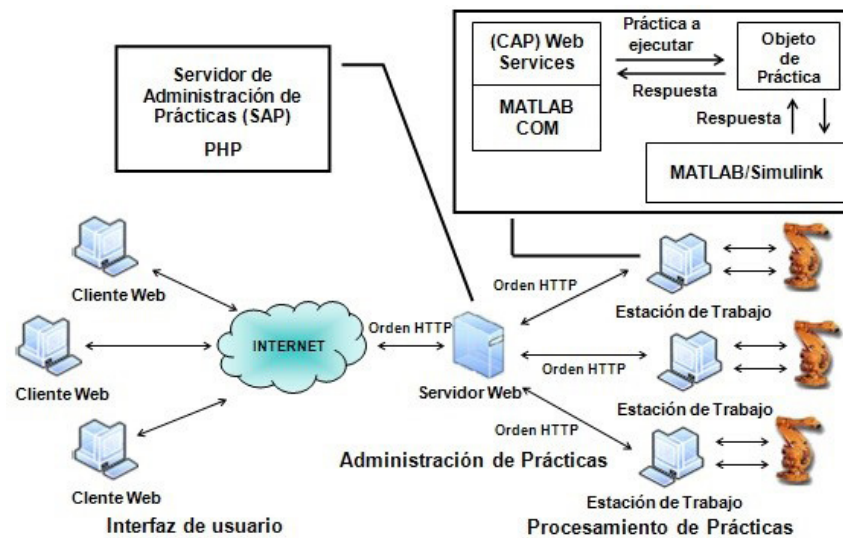 Servidor de
Administración de
Prácticas (SAP)
PHP
(CAP) Web
Services
MATLAB
COM
Práctica a
ejecutar
Respuesta
Objeto
de
Práctica
Respuesta
MATLAB/Simulink
Cliente Web
Cliente Web
Cliente Web
INTERNET
Orden HTTP
Servidor Web
Orden HTTP
Orden HTTP
Orden HTTP
Estación de Trabajo
Estación de Trabajo
Estación de Trabajo
Interfaz de usuario
Administración de Prácticas
Procesamiento de Prácticas